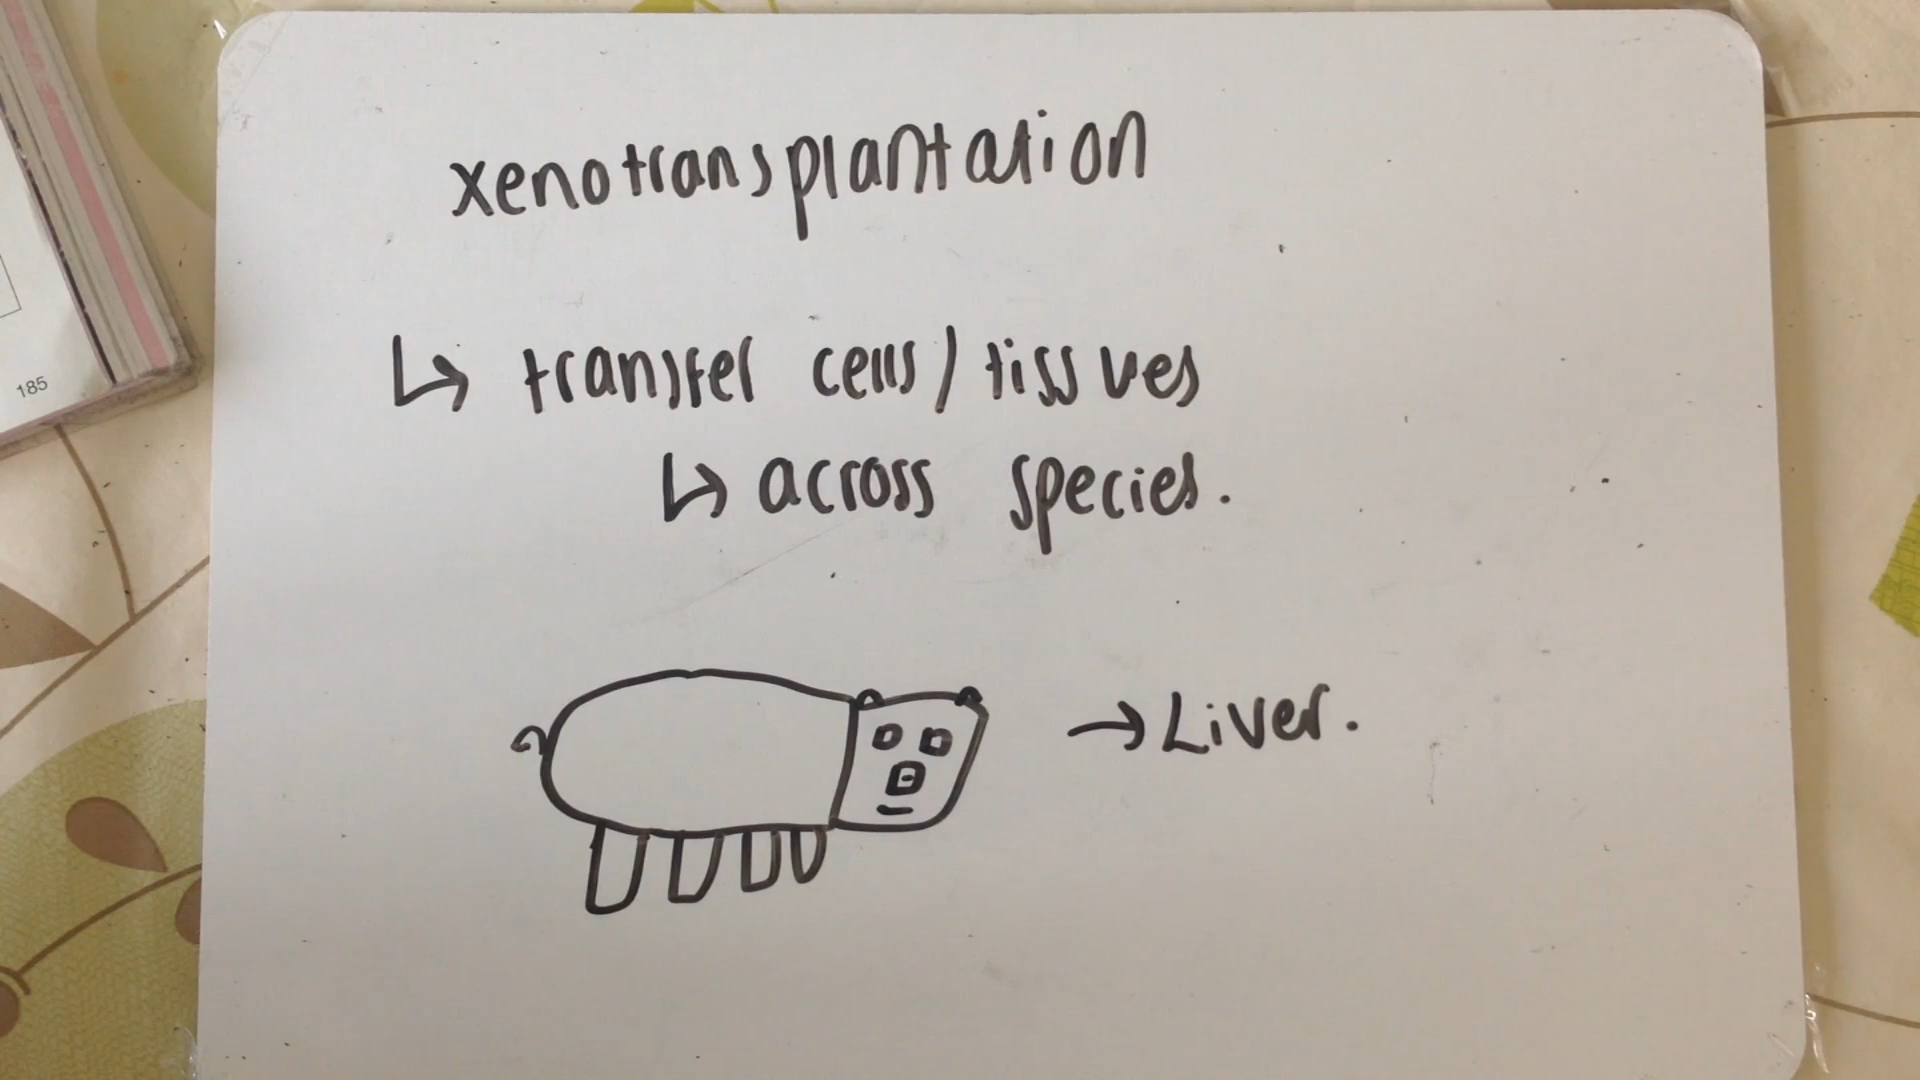 xenotransplantation
↳ transfer cells/tissues
↳ across species.
→ Liver.
185